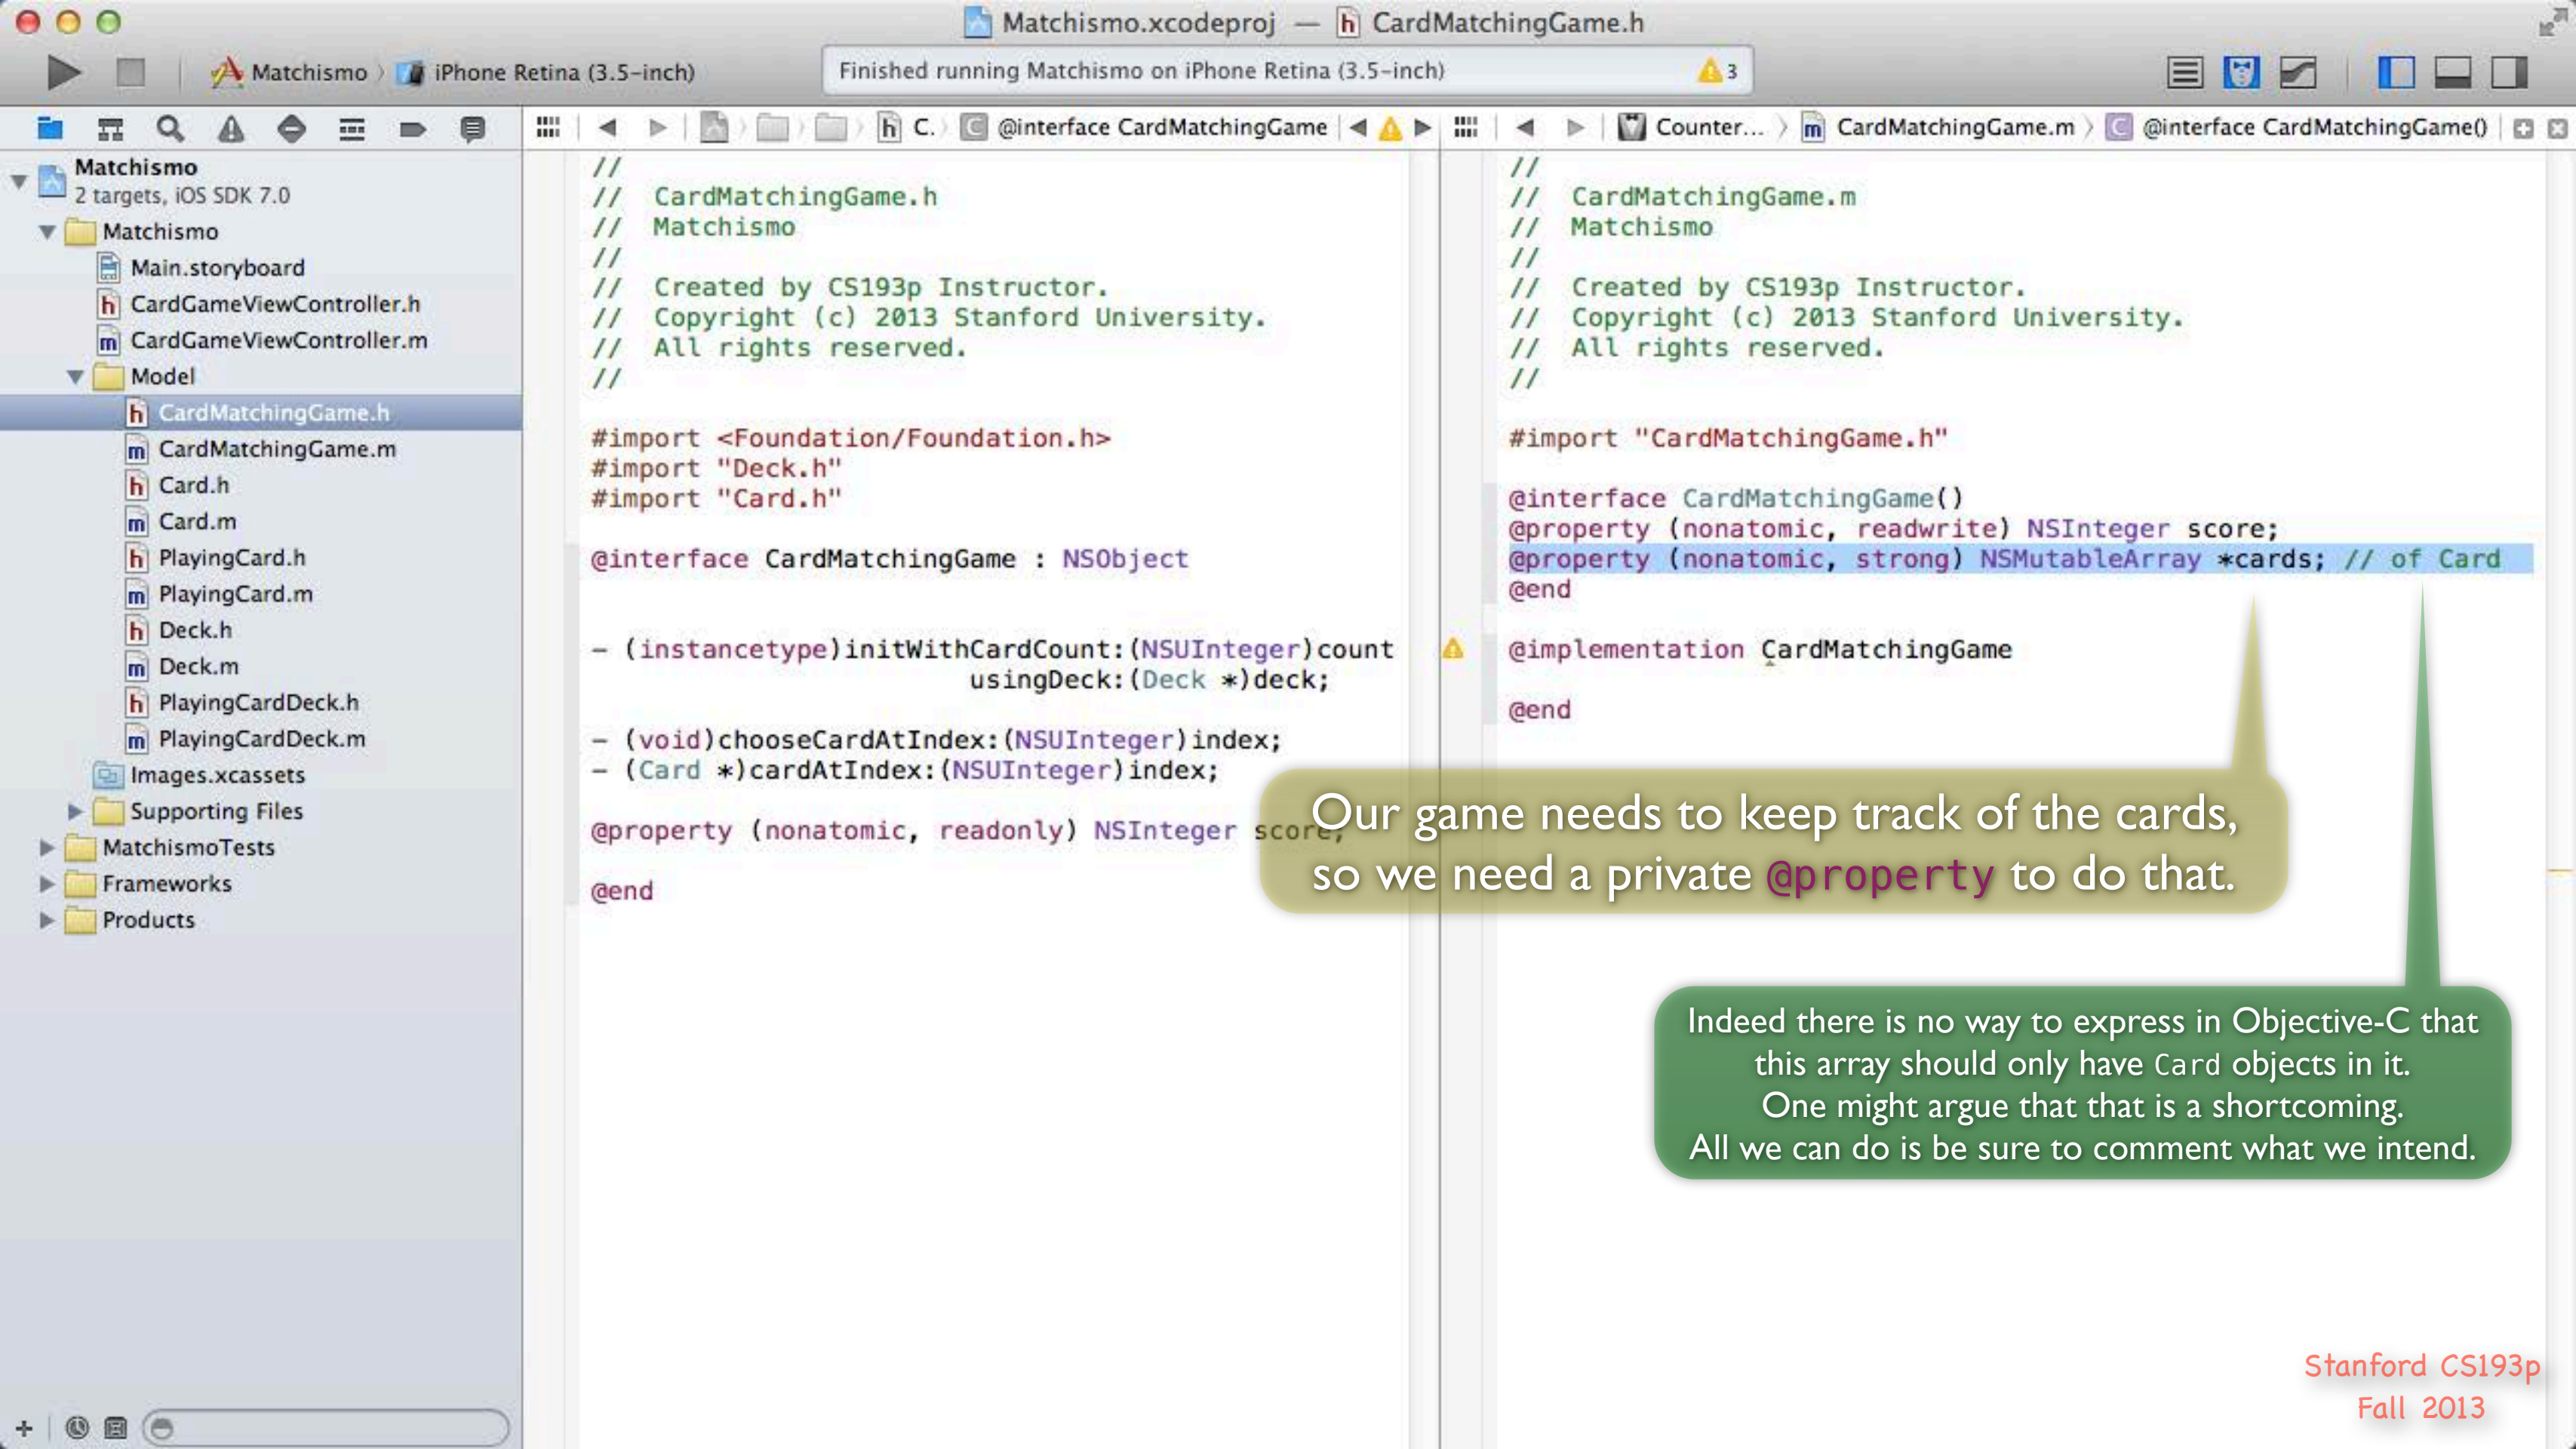 Matchismo.xcodeproj — h CardMatchingGame.h
Matchismo
iPhone Retina (3.5-inch)
Finished running Matchismo on iPhone Retina (3.5-inch)
3
h C. C @interface CardMatchingGame
Counter... m CardMatchingGame.m C @interface CardMatchingGame()
Matchismo
2 targets, iOS SDK 7.0
Matchismo
Main.storyboard
h CardGameViewController.h
m CardGameViewController.m
Model
h CardMatchingGame.h
m CardMatchingGame.m
h Card.h
m Card.m
h PlayingCard.h
m PlayingCard.m
h Deck.h
m Deck.m
h PlayingCardDeck.h
m PlayingCardDeck.m
Images.xcassets
Supporting Files
MatchismoTests
Frameworks
Products
//
//  CardMatchingGame.h
//  Matchismo
//
//  Created by CS193p Instructor.
//  Copyright (c) 2013 Stanford University.
//  All rights reserved.
//
#import <Foundation/Foundation.h>
#import "Deck.h"
#import "Card.h"
@interface CardMatchingGame : NSObject
- (instancetype)initWithCardCount:(NSUInteger)count
usingDeck:(Deck *)deck;
- (void)chooseCardAtIndex:(NSUInteger)index;
- (Card *)cardAtIndex:(NSUInteger)index;
@property (nonatomic, readonly) NSInteger score;
@end
//
//  CardMatchingGame.m
//  Matchismo
//
//  Created by CS193p Instructor.
//  Copyright (c) 2013 Stanford University.
//  All rights reserved.
//
#import "CardMatchingGame.h"
@interface CardMatchingGame()
@property (nonatomic, readwrite) NSInteger score;
@property (nonatomic, strong) NSMutableArray *cards; // of Card
@end
@implementation CardMatchingGame
@end
Our game needs to keep track of the cards,
so we need a private @property to do that.
Indeed there is no way to express in Objective-C that
this array should only have Card objects in it.
One might argue that that is a shortcoming.
All we can do is be sure to comment what we intend.
Stanford CS193p
Fall 2013